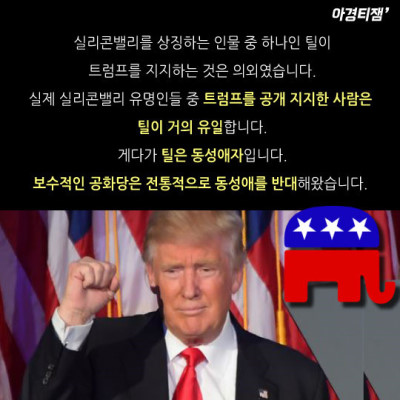 아경티잼'
실리콘밸리를 상징하는 인물 중 하나인 틸이
트럼프를 지지하는 것은 의외였습니다.
실제 실리콘밸리 유명인들 중 트럼프를 공개 지지한 사람은
틸이 거의 유일합니다.
게다가 틸은 동성애자입니다.
보수적인 공화당은 전통적으로 동성애를 반대해왔습니다.